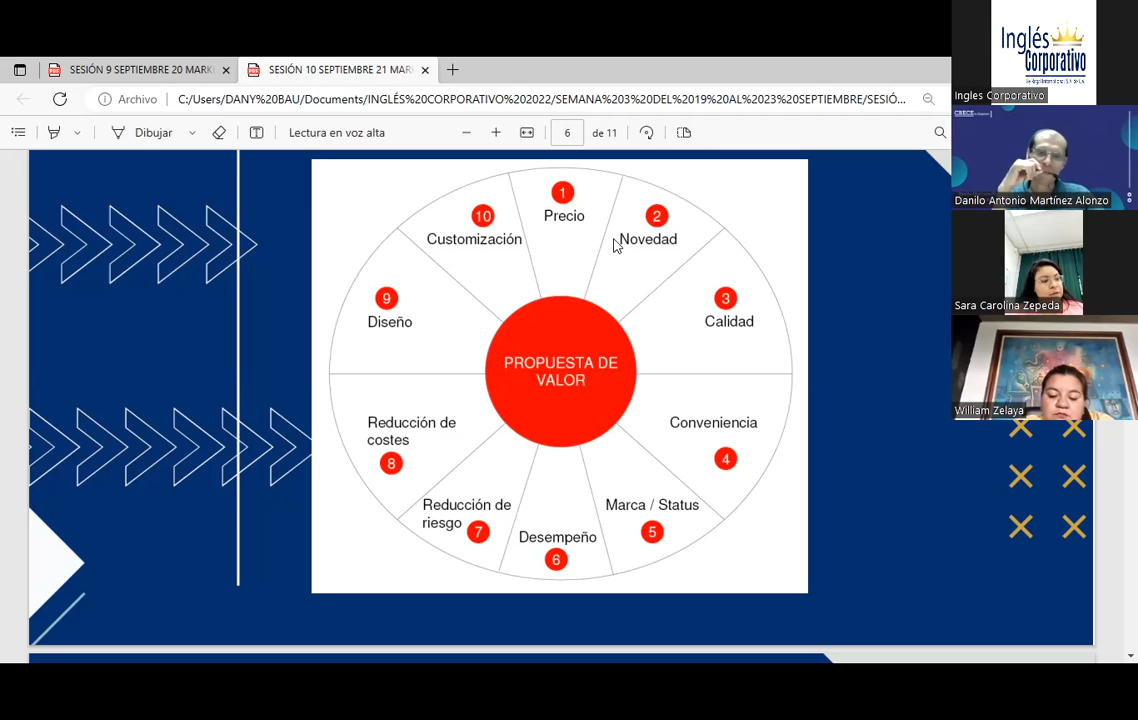 SESIÓN 9 SEPTIEMBRE 20 MARK
SESIÓN 10 SEPTIEMBRE 21 MAR
Archivo
C:/Users/DANY%20BAU/Documents/INGLÉS%20CORPORATIVO%202022/SEMANA%203%20DEL%2019%20AL%2023%20SEPTIEMBRE/SESIÓ...
Dibujar
Lectura en voz alta
6
de 11
1
Precio
2
Novedad
3
Calidad
Conveniencia
4
Marca / Status
5
Desempeño
6
Reducción de
riesgo
7
Reducción de
costes
8
9
Diseño
10
Customización
PROPUESTA DE
VALOR
Inglés
Corporativo
Ingles Corporativo
CRECE
Danilo Antonio Martínez Alonzo
Sara Carolina Zepeda
William Zelaya